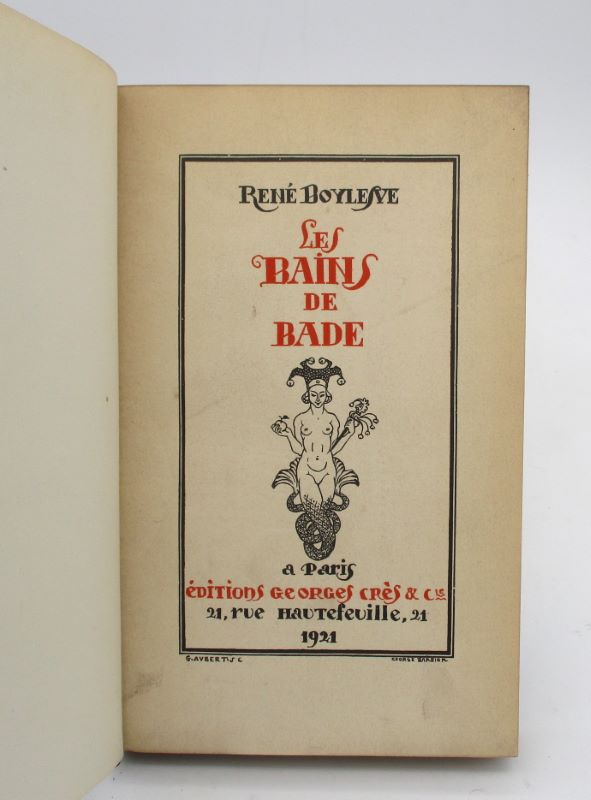 René Boylesve
Les
Bains
de
Bade
a Paris
éditions Georges Crès & Cie
21, rue Hautefeuille, 21
1921
G. AUBERT SC
GEORGE BARBIER